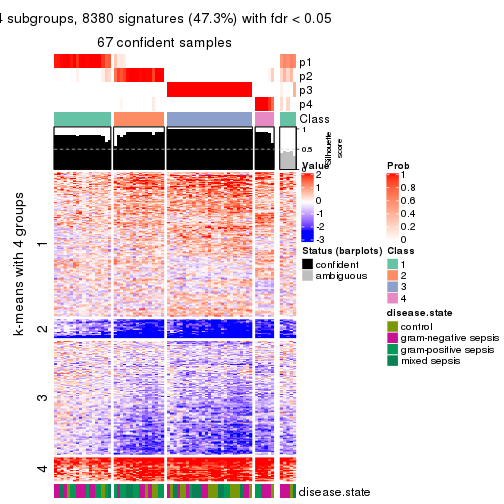 4 subgroups, 8380 signatures (47.3%) with fdr < 0.05
67 confident samples
p1
p2
p3
p4
Class
1
0.5
0
Silhouette
score
k-means with 4 groups
1
2
3
4
disease.state
Value
2
1
0
-1
-2
-3
Prob
1
0.8
0.6
0.4
0.2
0
Status (barplots)
confident
ambiguous
Class
1
2
3
4
disease.state
control
gram-negative sepsis
gram-positive sepsis
mixed sepsis